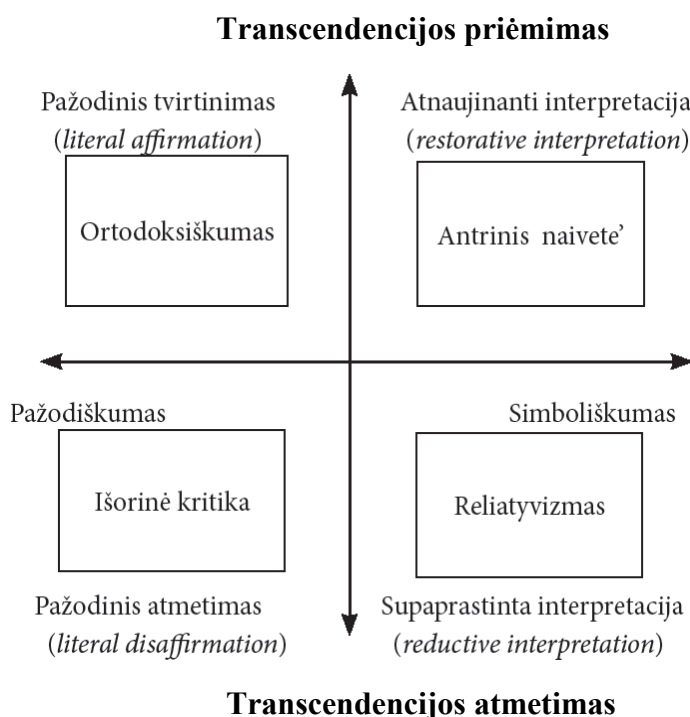 Transcendencijos priėmimas
Pažodinis tvirtinimas
(literal affirmation)
Ortodoksiškumas
Atnaujinanti interpretacija
(restorative interpretation)
Antrinis naivete’
Pažodiškumas
Simboliškumas
Išorinė kritika
Pažodinis atmetimas
(literal disaffirmation)
Reliatyvizmas
Supaprastinta interpretacija
(reductive interpretation)
Transcendencijos atmetimas